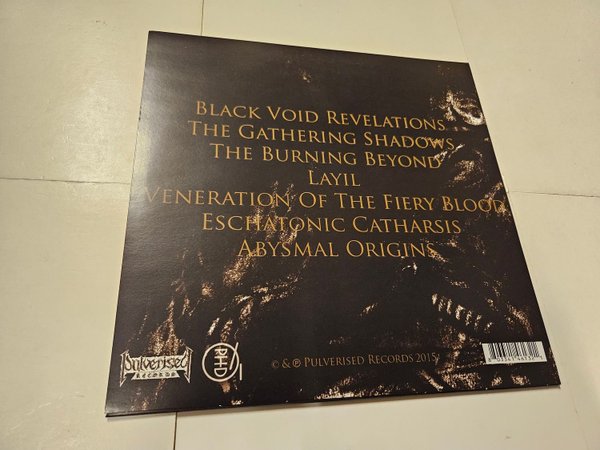 BLACK VOID REVELATIONS
THE GATHERING SHADOWS
THE BURNING BEYOND
LAYIL
VENERATION OF THE FIERY BLOOD
ESCHATONIC CATHARSIS
ABYSMAL ORIGINS
Pulverised
RECORDS
PHD
© & ℗ PULVERISED RECORDS 2015